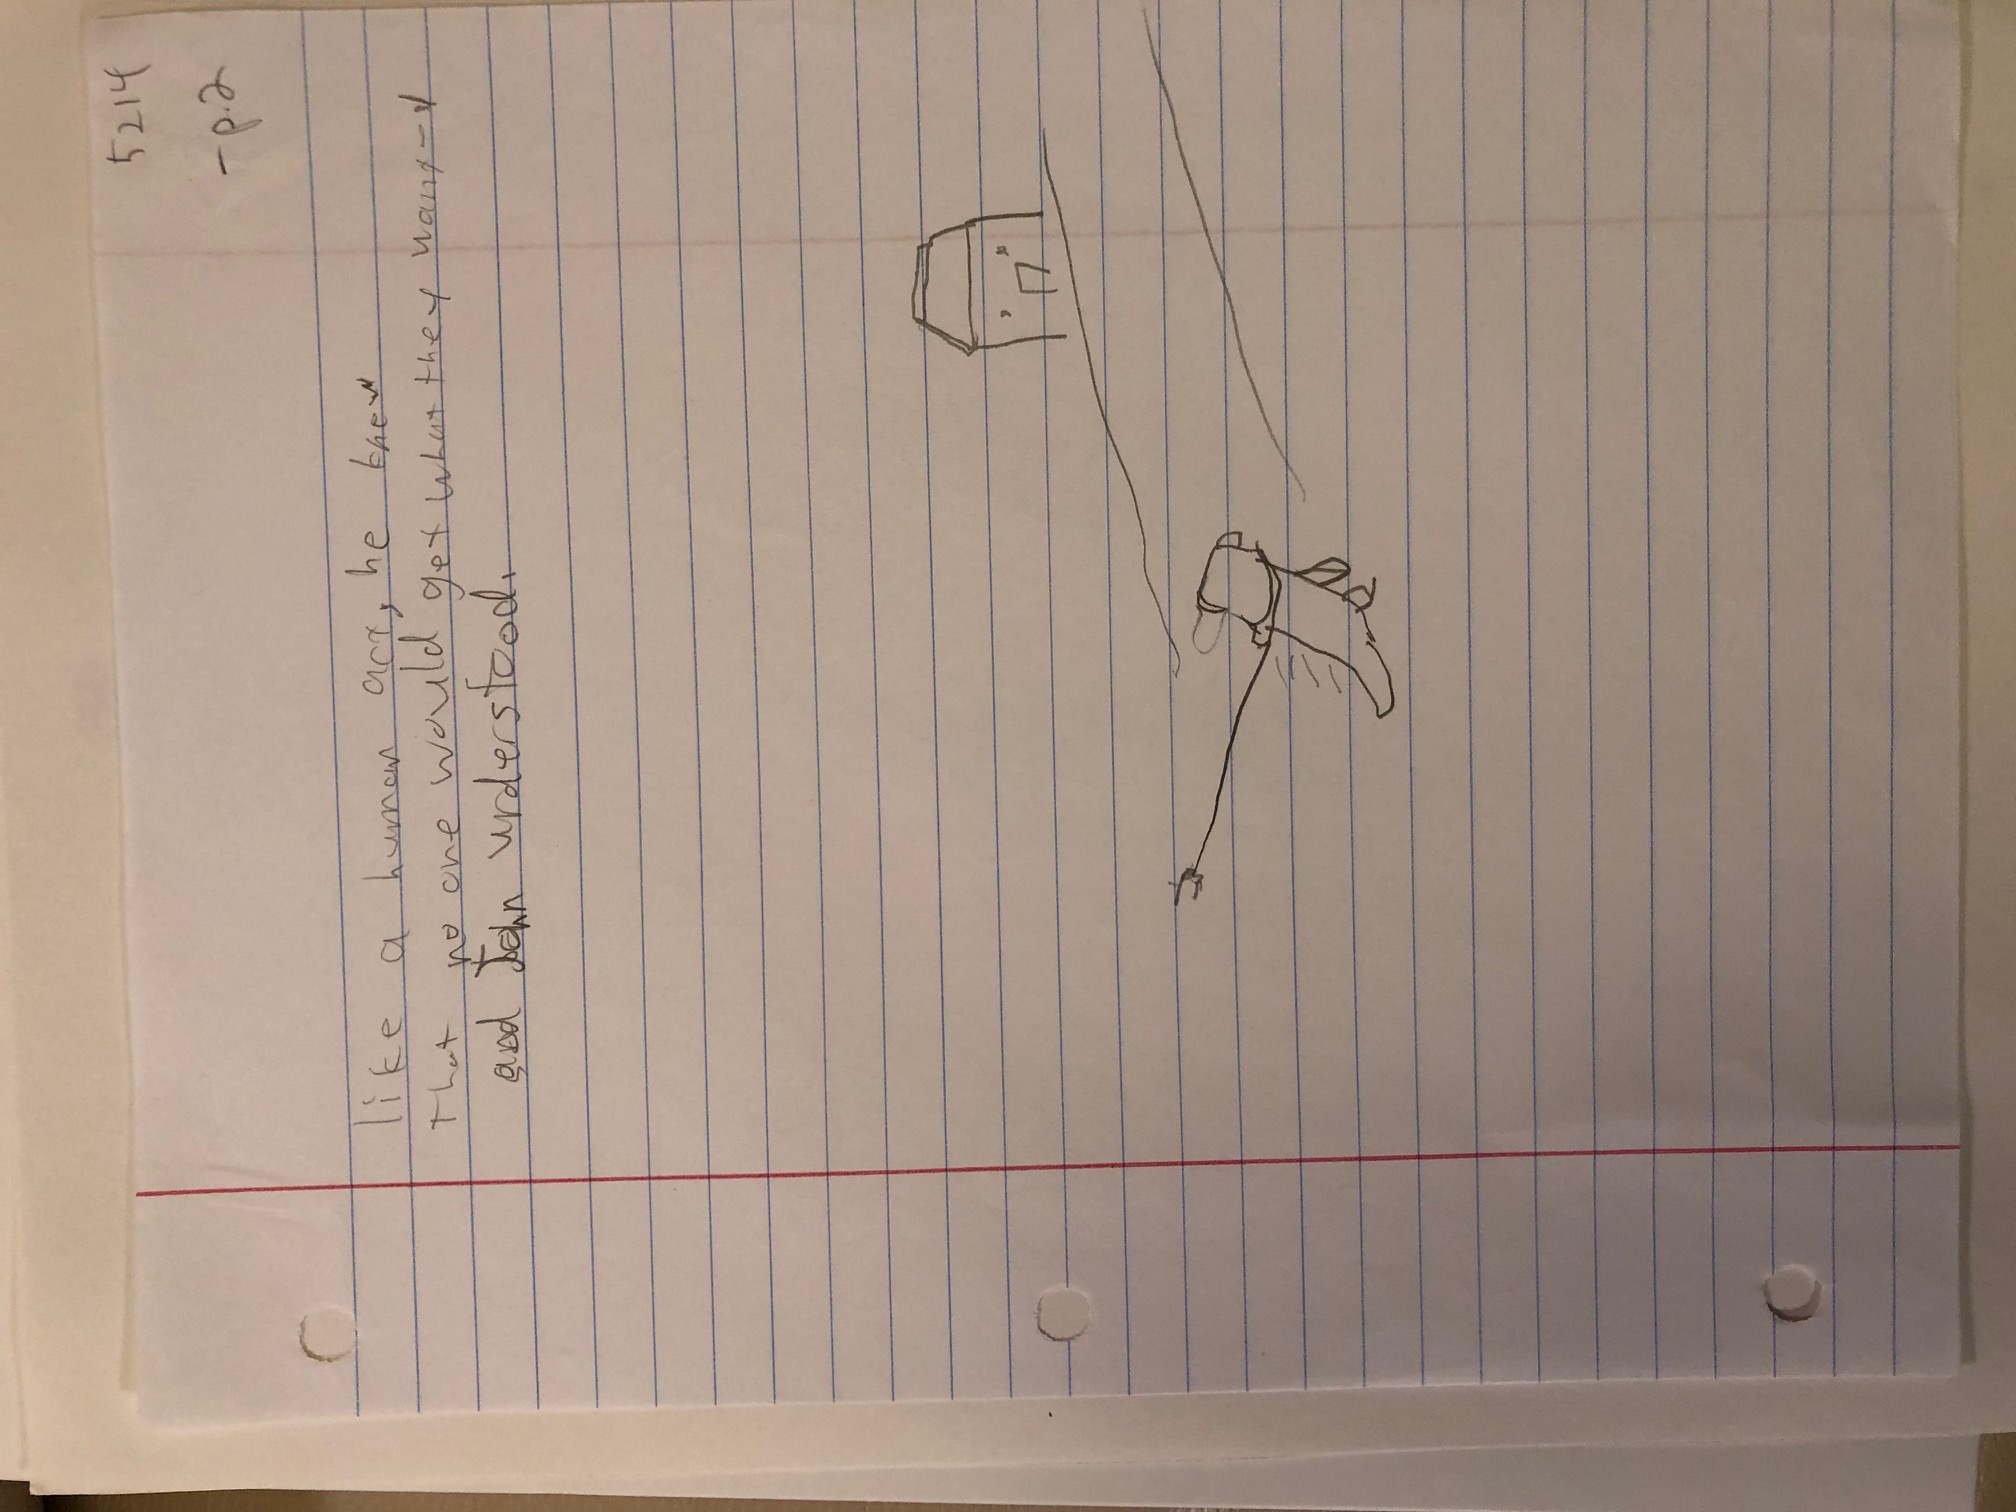 5214
-p.2
like a human act, he knew
that no one would get what they wanted
and John understood.